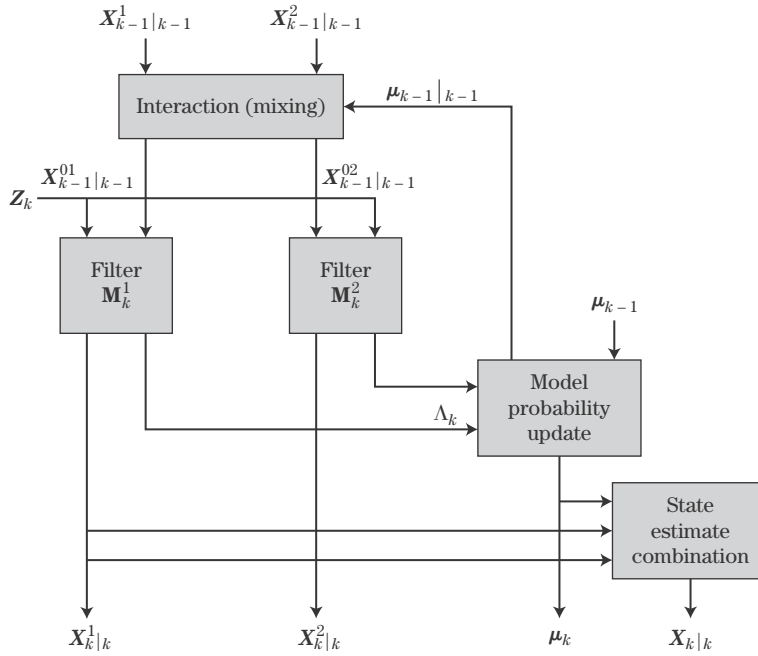 X^1_{k−1|k−1} X^2_{k−1|k−1}
Interaction (mixing)
μ_{k−1|k−1}
X^{01}_{k−1|k−1} X^{02}_{k−1|k−1}
Z_k
Filter
M^1_k
Filter
M^2_k
μ_{k−1}
Model
probability
update
Λ_k
State
estimate
combination
X^1_{k|k} X^2_{k|k} μ_k X_{k|k}